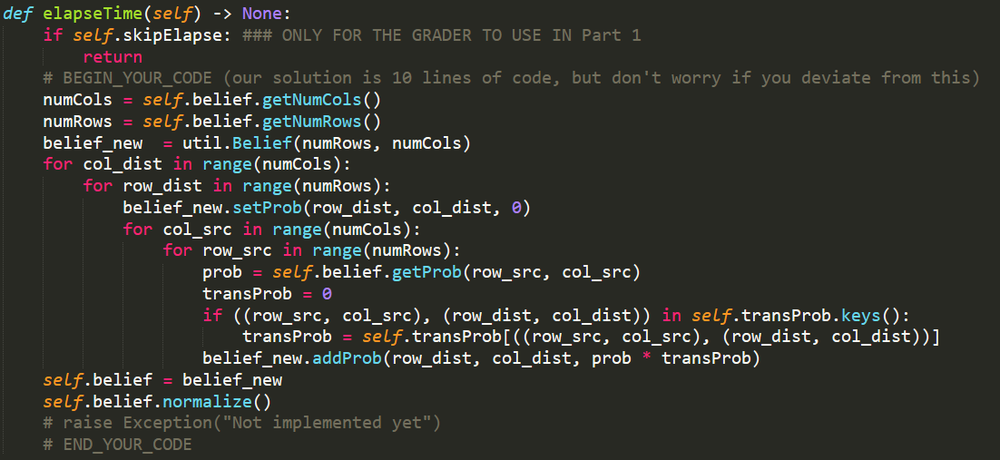 def elapseTime(self) -> None:
    if self.skipElapse: ### ONLY FOR THE GRADER TO USE IN Part 1
        return
    # BEGIN_YOUR_CODE (our solution is 10 lines of code, but don't worry if you deviate from this)
    numCols = self.belief.getNumCols()
    numRows = self.belief.getNumRows()
    belief_new  = util.Belief(numRows, numCols)
    for col_dist in range(numCols):
        for row_dist in range(numRows):
            belief_new.setProb(row_dist, col_dist, 0)
            for col_src in range(numCols):
                for row_src in range(numRows):
                    prob = self.belief.getProb(row_src, col_src)
                    transProb = 0
                    if ((row_src, col_src), (row_dist, col_dist)) in self.transProb.keys():
                        transProb = self.transProb[((row_src, col_src), (row_dist, col_dist))]
                    belief_new.addProb(row_dist, col_dist, prob * transProb)
    self.belief = belief_new
    self.belief.normalize()
    # raise Exception("Not implemented yet")
    # END_YOUR_CODE